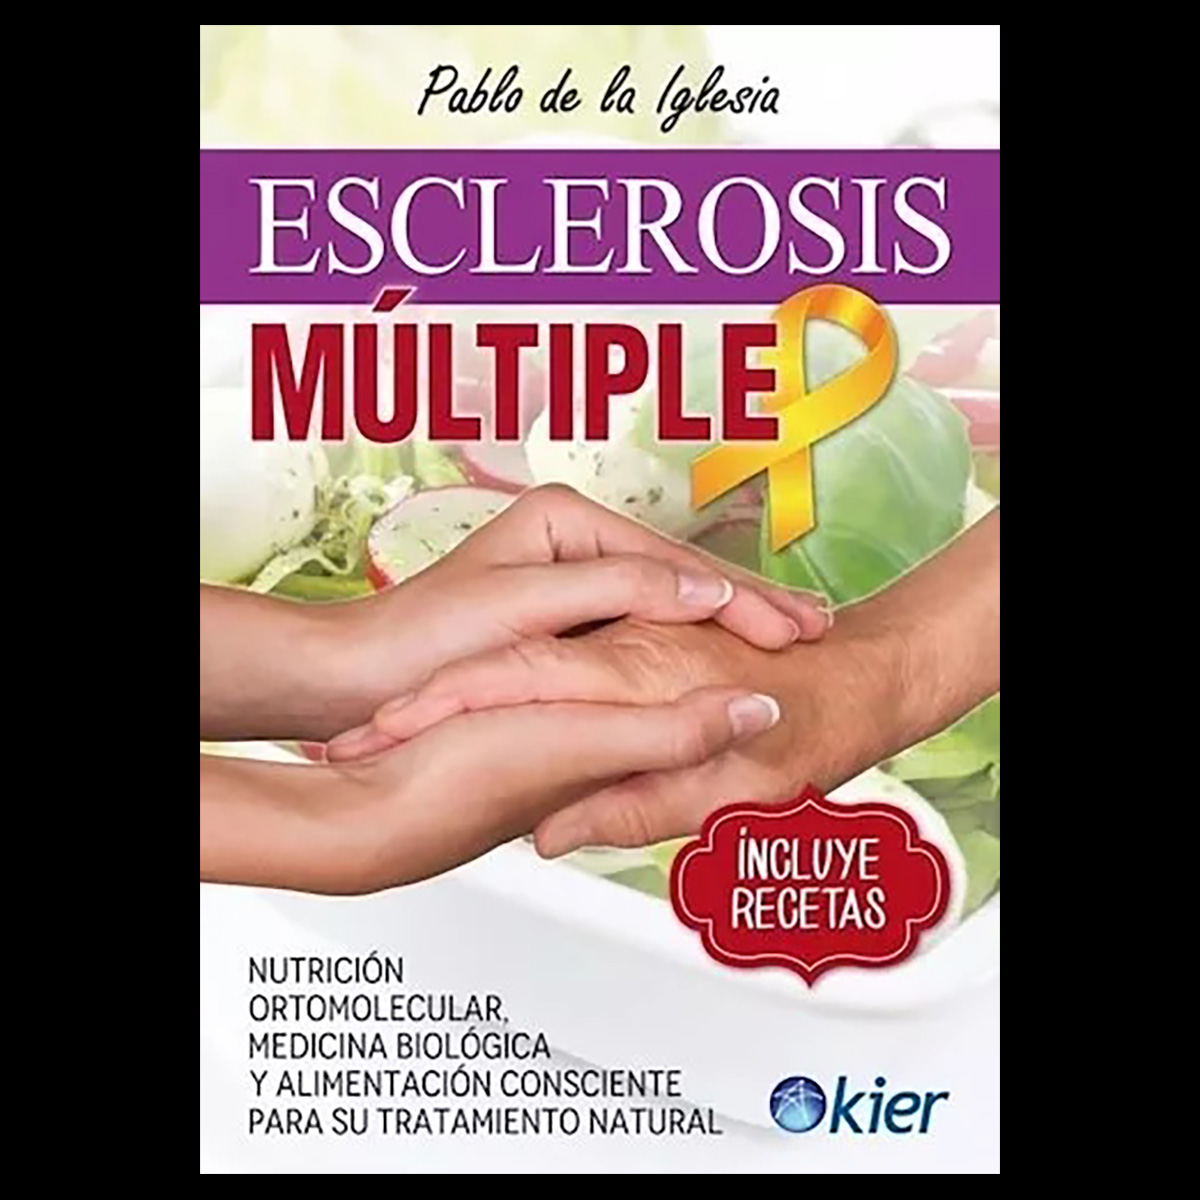 Pablo de la Iglesia
ESCLEROSIS
MÚLTIPLE
ÍNCLUYE
RECETAS
NUTRICIÓN
ORTOMOLECULAR,
MEDICINA BIOLÓGICA
Y ALIMENTACIÓN CONSCIENTE
PARA SU TRATAMIENTO NATURAL
kier